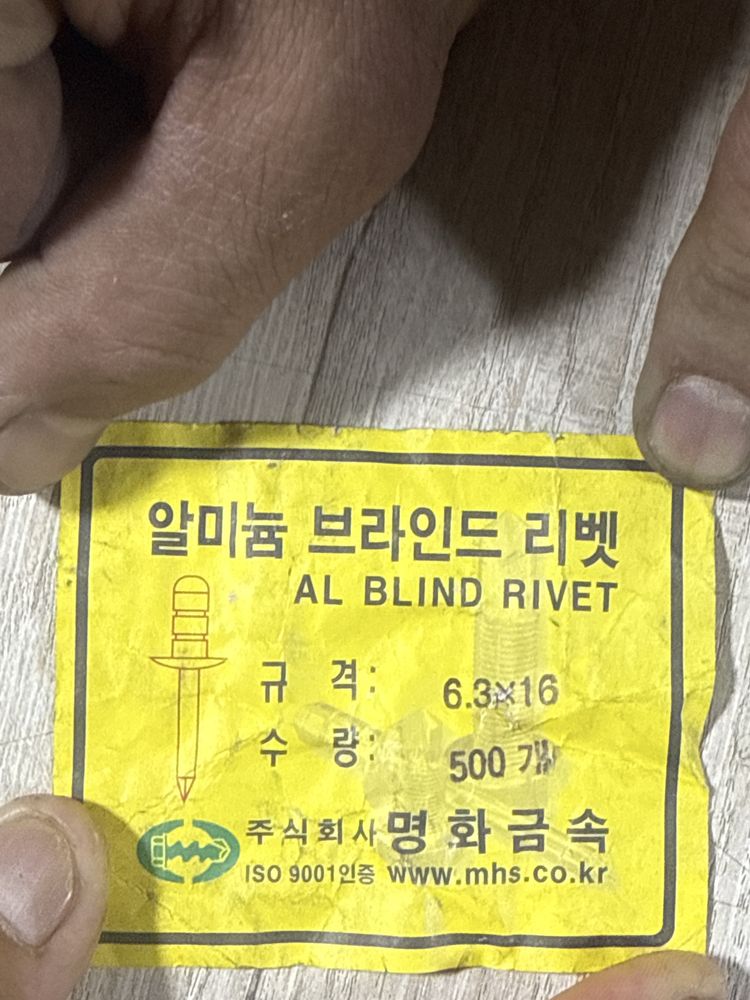 알미늄 브라인드 리벳
AL BLIND RIVET
규 격: 6.3×16
수 량: 500 개
주식회사 명화금속
ISO 9001인증 www.mhs.co.kr